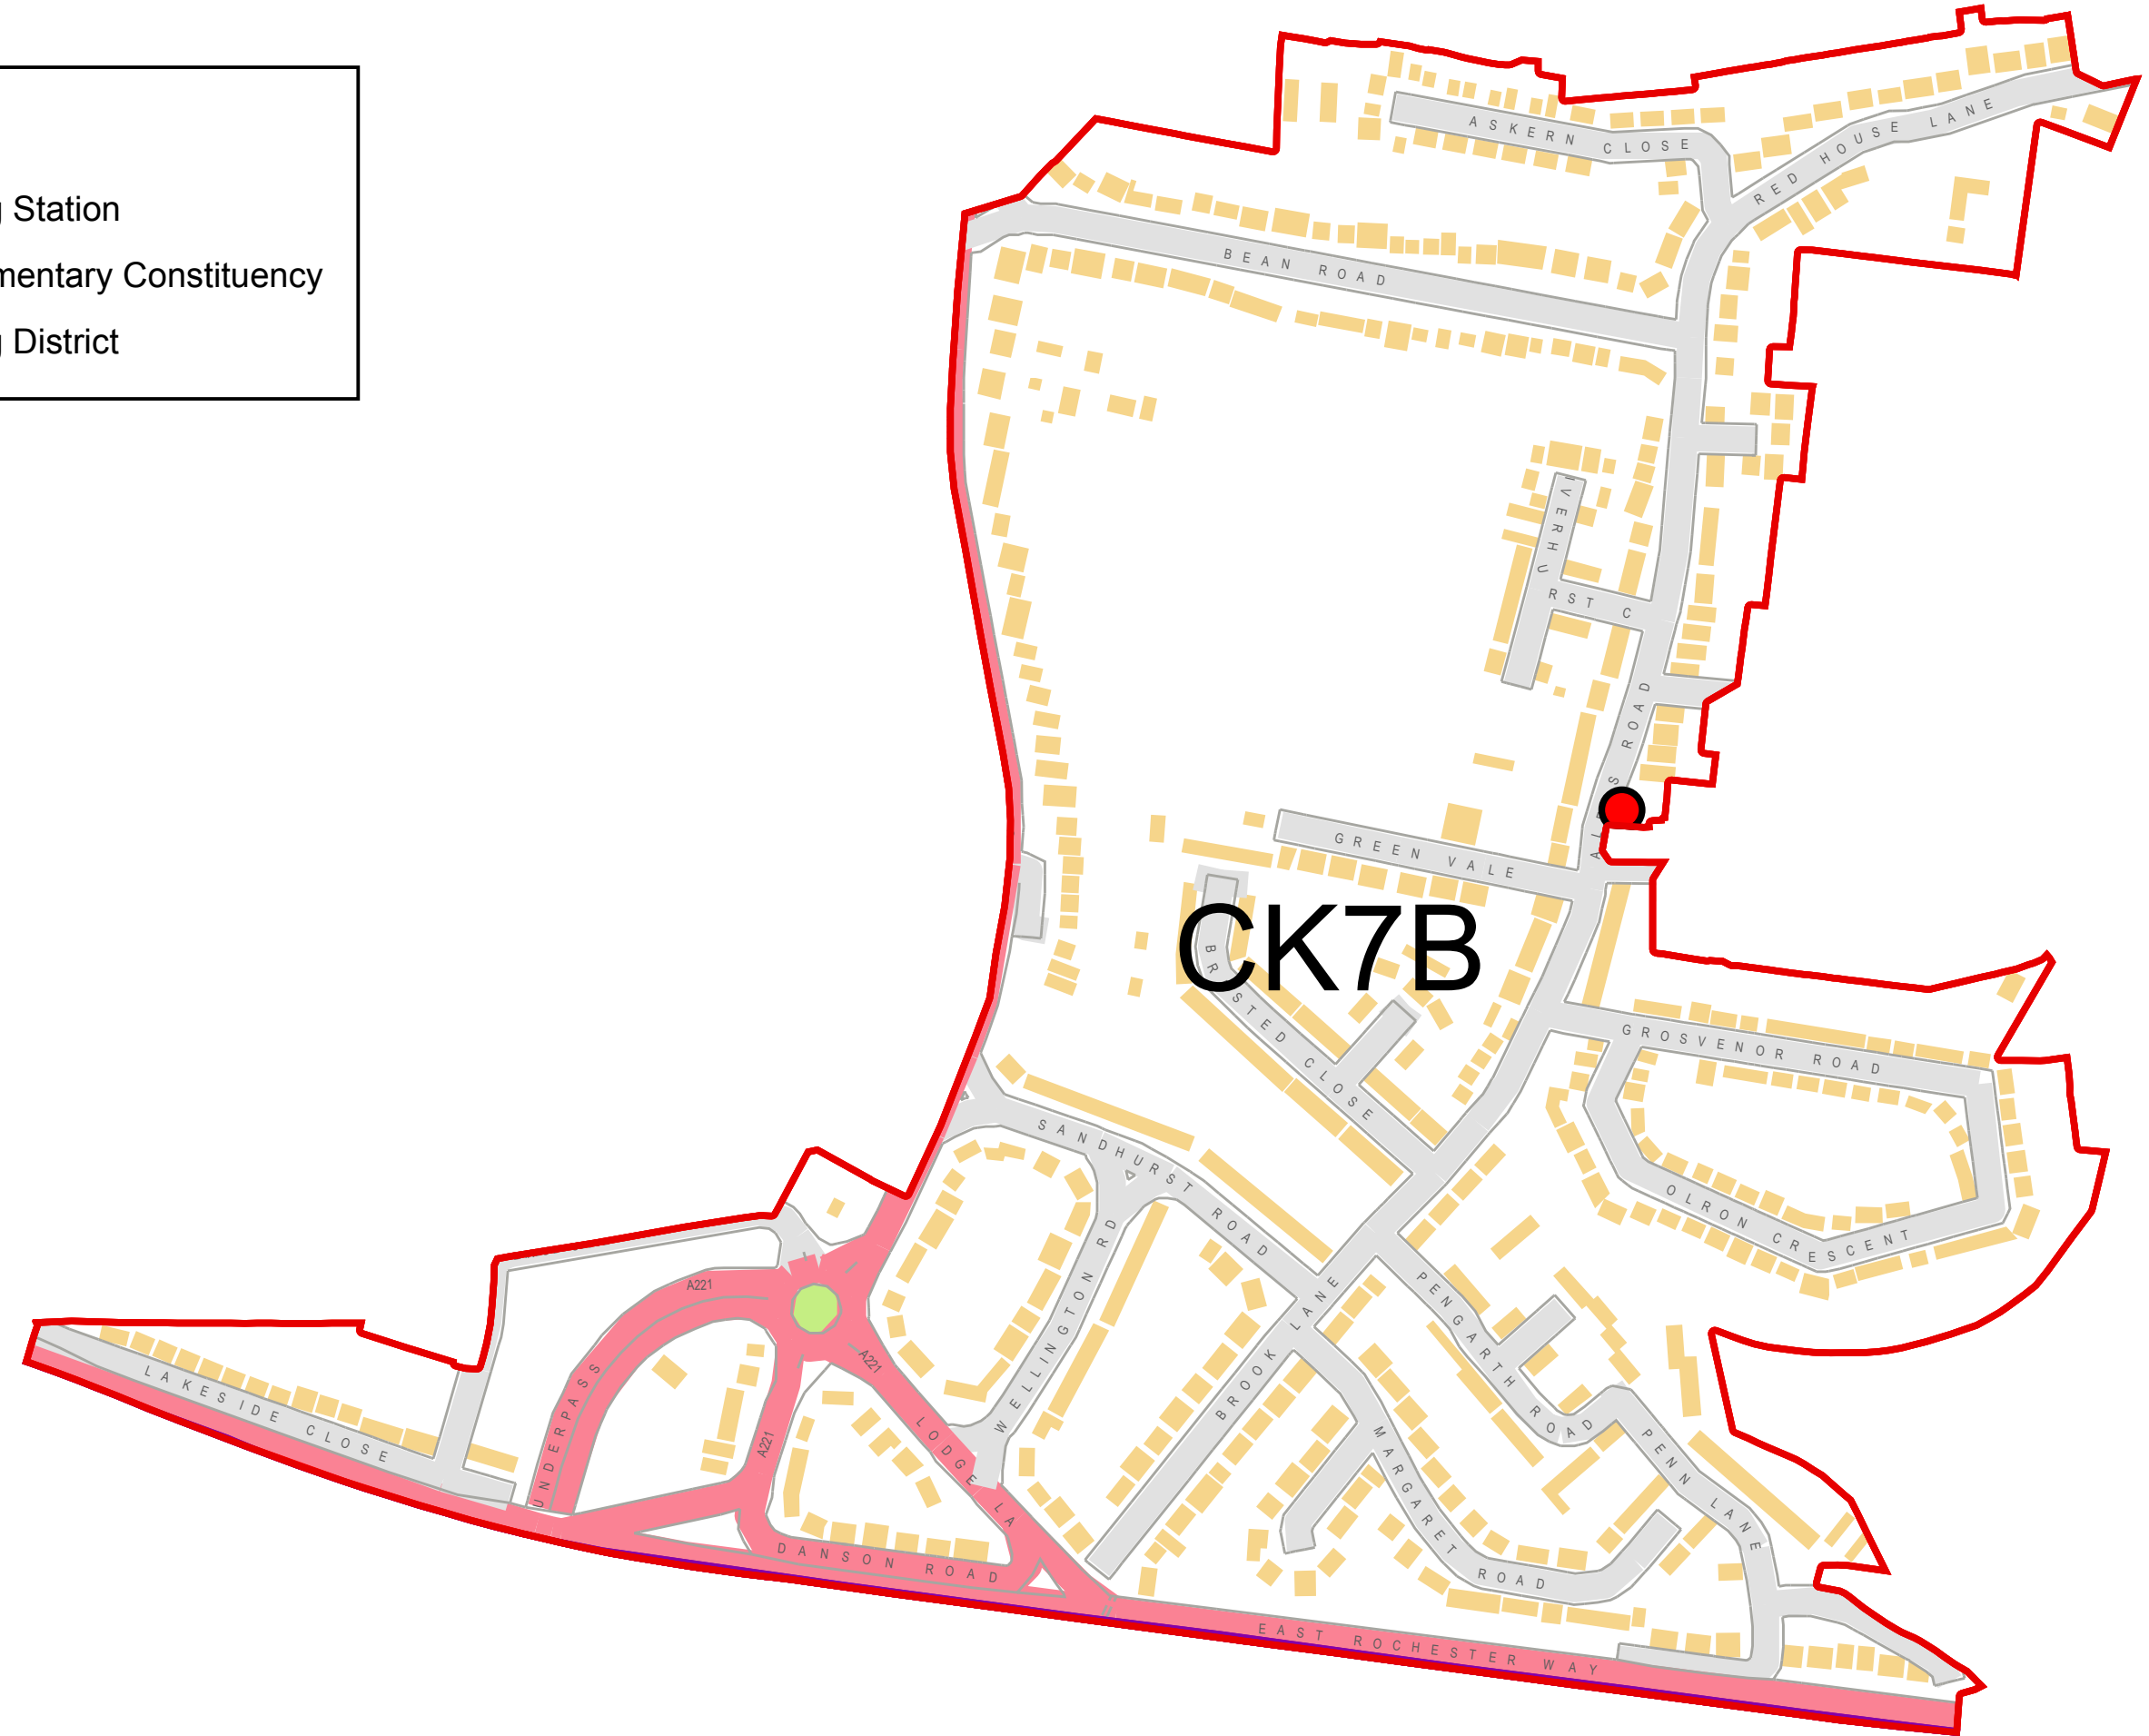 g Station
mentary Constituency
g District
ASKERN CLOSE
RED HOUSE LANE
BEAN ROAD
IVERHURST C
ROAD
GREEN VALE
CK7B
STED CLOSE
GROSVENOR ROAD
OLRON CRESCENT
SANDHURST ROAD
WELLINGTON RD
BROOK LANE
PENGARTH ROAD
PENN LANE
MARGARET ROAD
A221
A221
A221
UNDERPASS
LODGE LA
LAKESIDE CLOSE
DANSON ROAD
EAST ROCHESTER WAY